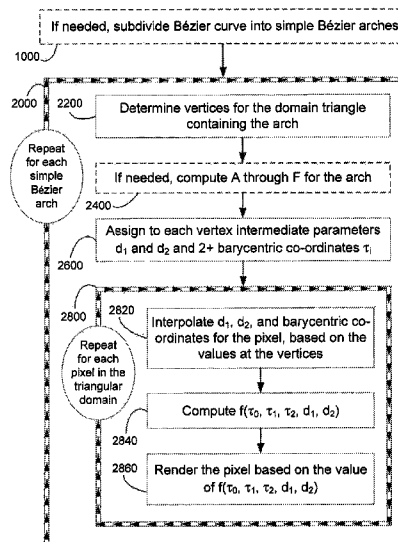 If needed, subdivide Bézier curve into simple Bézier arches
1000
2000
2200
Determine vertices for the domain triangle
containing the arch
Repeat
for each
simple
Bézier
arch
If needed, compute A through F for the arch
2400
Assign to each vertex intermediate parameters
d₁ and d₂ and 2+ barycentric co-ordinates τᵢ
2600
2800
2820
Interpolate d₁, d₂, and barycentric co-
ordinates for the pixel, based on the
values at the vertices
Repeat
for each
pixel in the
triangular
domain
Compute f(τ₀, τ₁, τ₂, d₁, d₂)
2840
2860
Render the pixel based on the value
of f(τ₀, τ₁, τ₂, d₁, d₂)